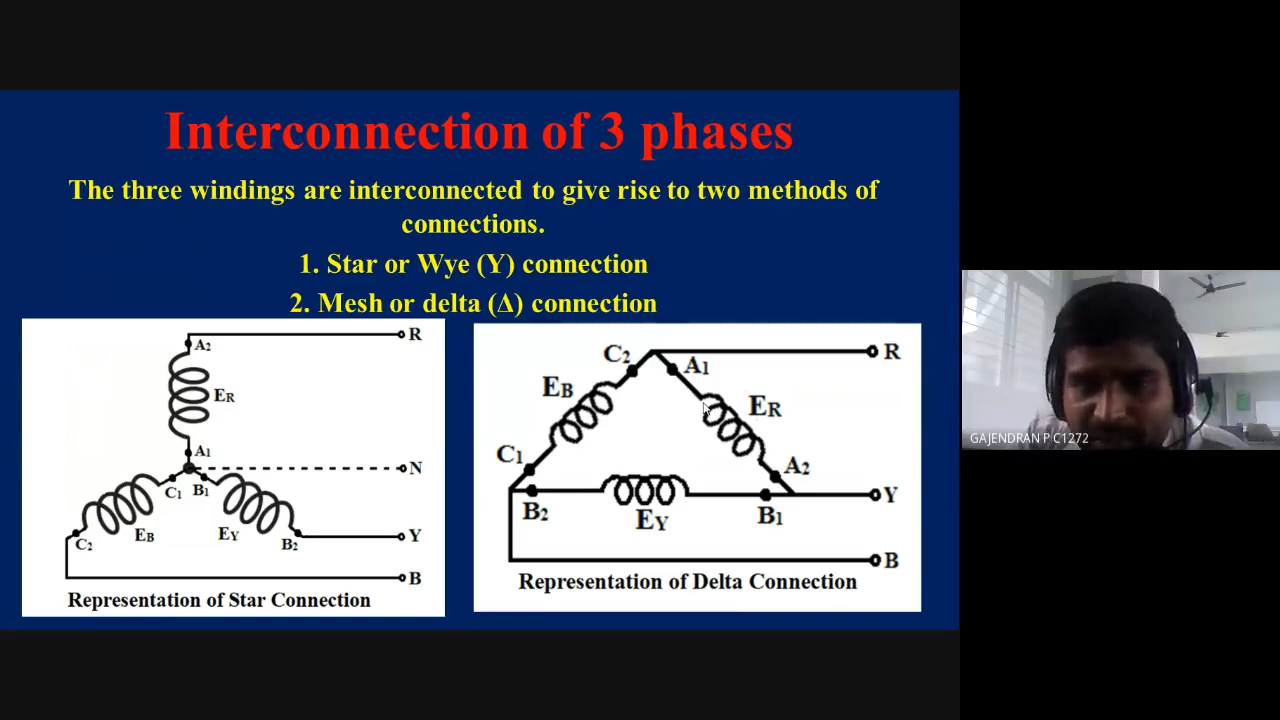 Interconnection of 3 phases
The three windings are interconnected to give rise to two methods of
connections.
1. Star or Wye (Y) connection
2. Mesh or delta (Δ) connection
R
A2
ER
A1
N
C1 B1
EB
EY
C2
B2
Y
B
Representation of Star Connection
C2
A1
R
EB
ER
C1
A2
B2
EY
B1
Y
B
Representation of Delta Connection
GAJENDRAN P C1272